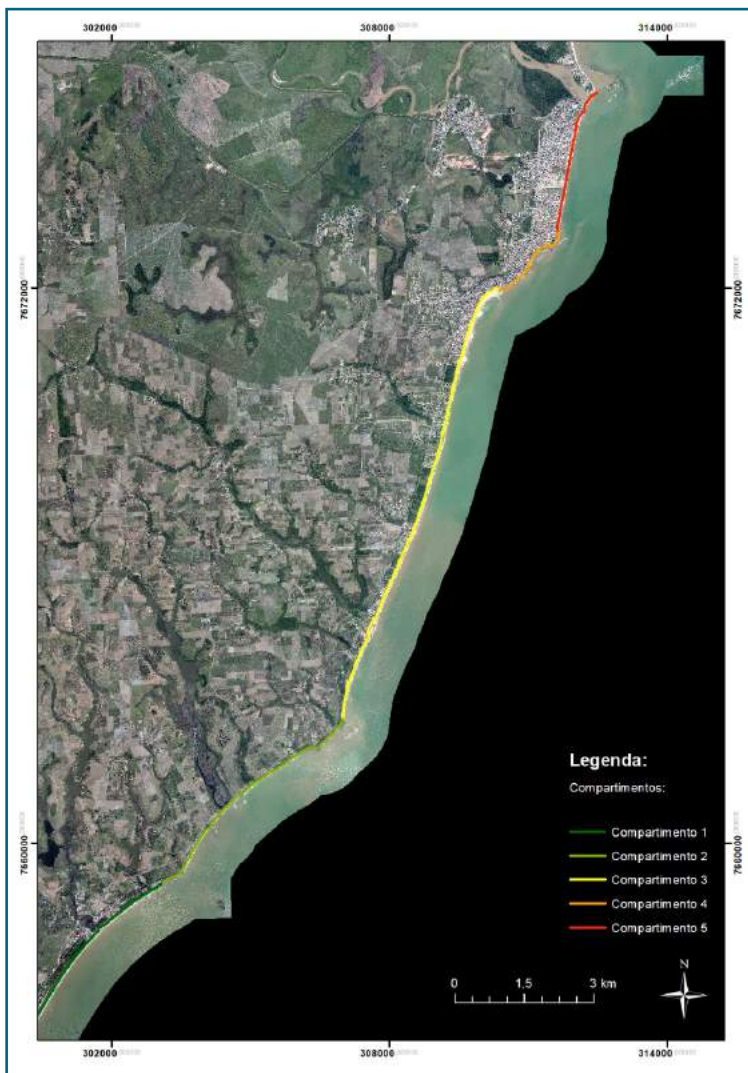 302000
308000
314000
7672000
7672000
7660000
7660000
Legenda:
Compartimentos:
Compartimento 1
Compartimento 2
Compartimento 3
Compartimento 4
Compartimento 5
0 1,5 3 km
N
302000
308000
314000